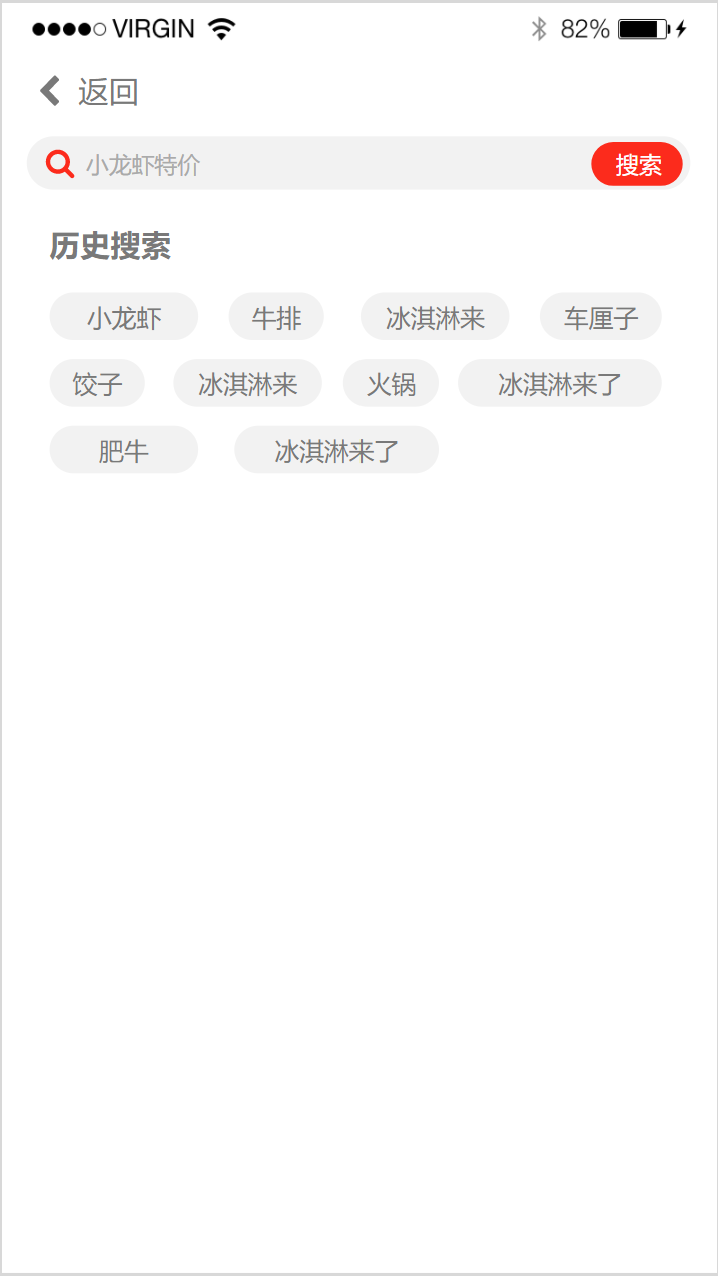 VIRGIN 82%
返回
小龙虾特价 搜索
历史搜索
小龙虾 牛排 冰淇淋来 车厘子
饺子 冰淇淋来 火锅 冰淇淋来了
肥牛 冰淇淋来了